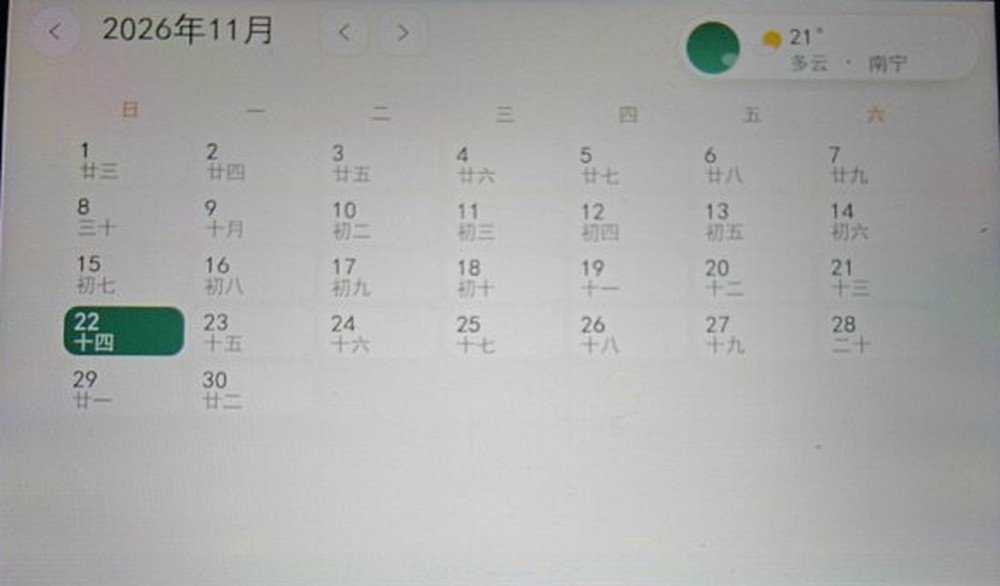 2026年11月
21°
多云 · 南宁
日 一 二 三 四 五 六
1 2 3 4 5 6 7
廿三 廿四 廿五 廿六 廿七 廿八 廿九
8 9 10 11 12 13 14
三十 十月 初二 初三 初四 初五 初六
15 16 17 18 19 20 21
初七 初八 初九 初十 十一 十二 十三
22 23 24 25 26 27 28
十四 十五 十六 十七 十八 十九 二十
29 30
廿一 廿二